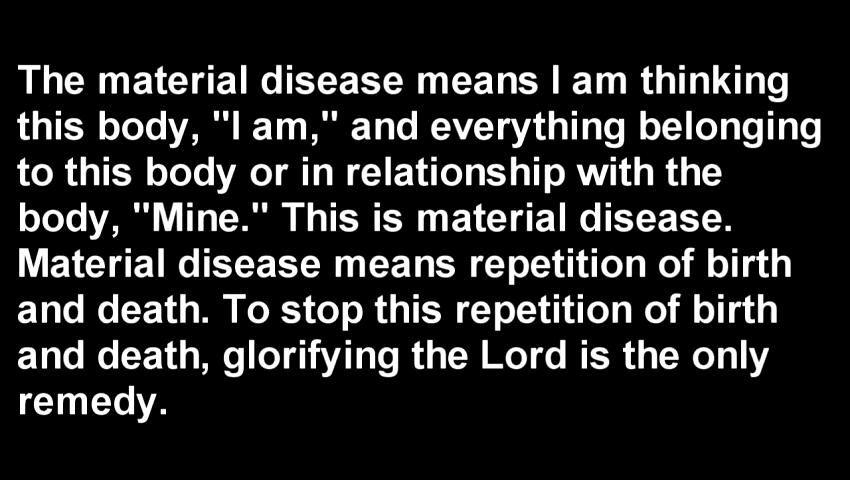 The material disease means I am thinking
this body, "I am," and everything belonging
to this body or in relationship with the
body, "Mine." This is material disease.
Material disease means repetition of birth
and death. To stop this repetition of birth
and death, glorifying the Lord is the only
remedy.